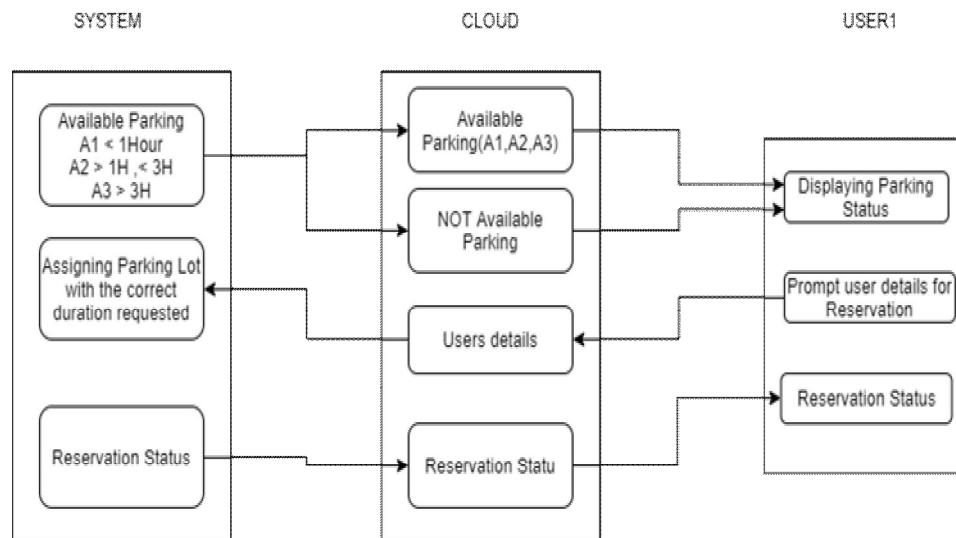 SYSTEM
CLOUD
USER1
Available Parking
A1 < 1Hour
A2 > 1H , < 3H
A3 > 3H
Assigning Parking Lot
with the correct
duration requested
Reservation Status
Available
Parking(A1,A2,A3)
NOT Available
Parking
Users details
Reservation Statu
Displaying Parking
Status
Prompt user details for
Reservation
Reservation Status